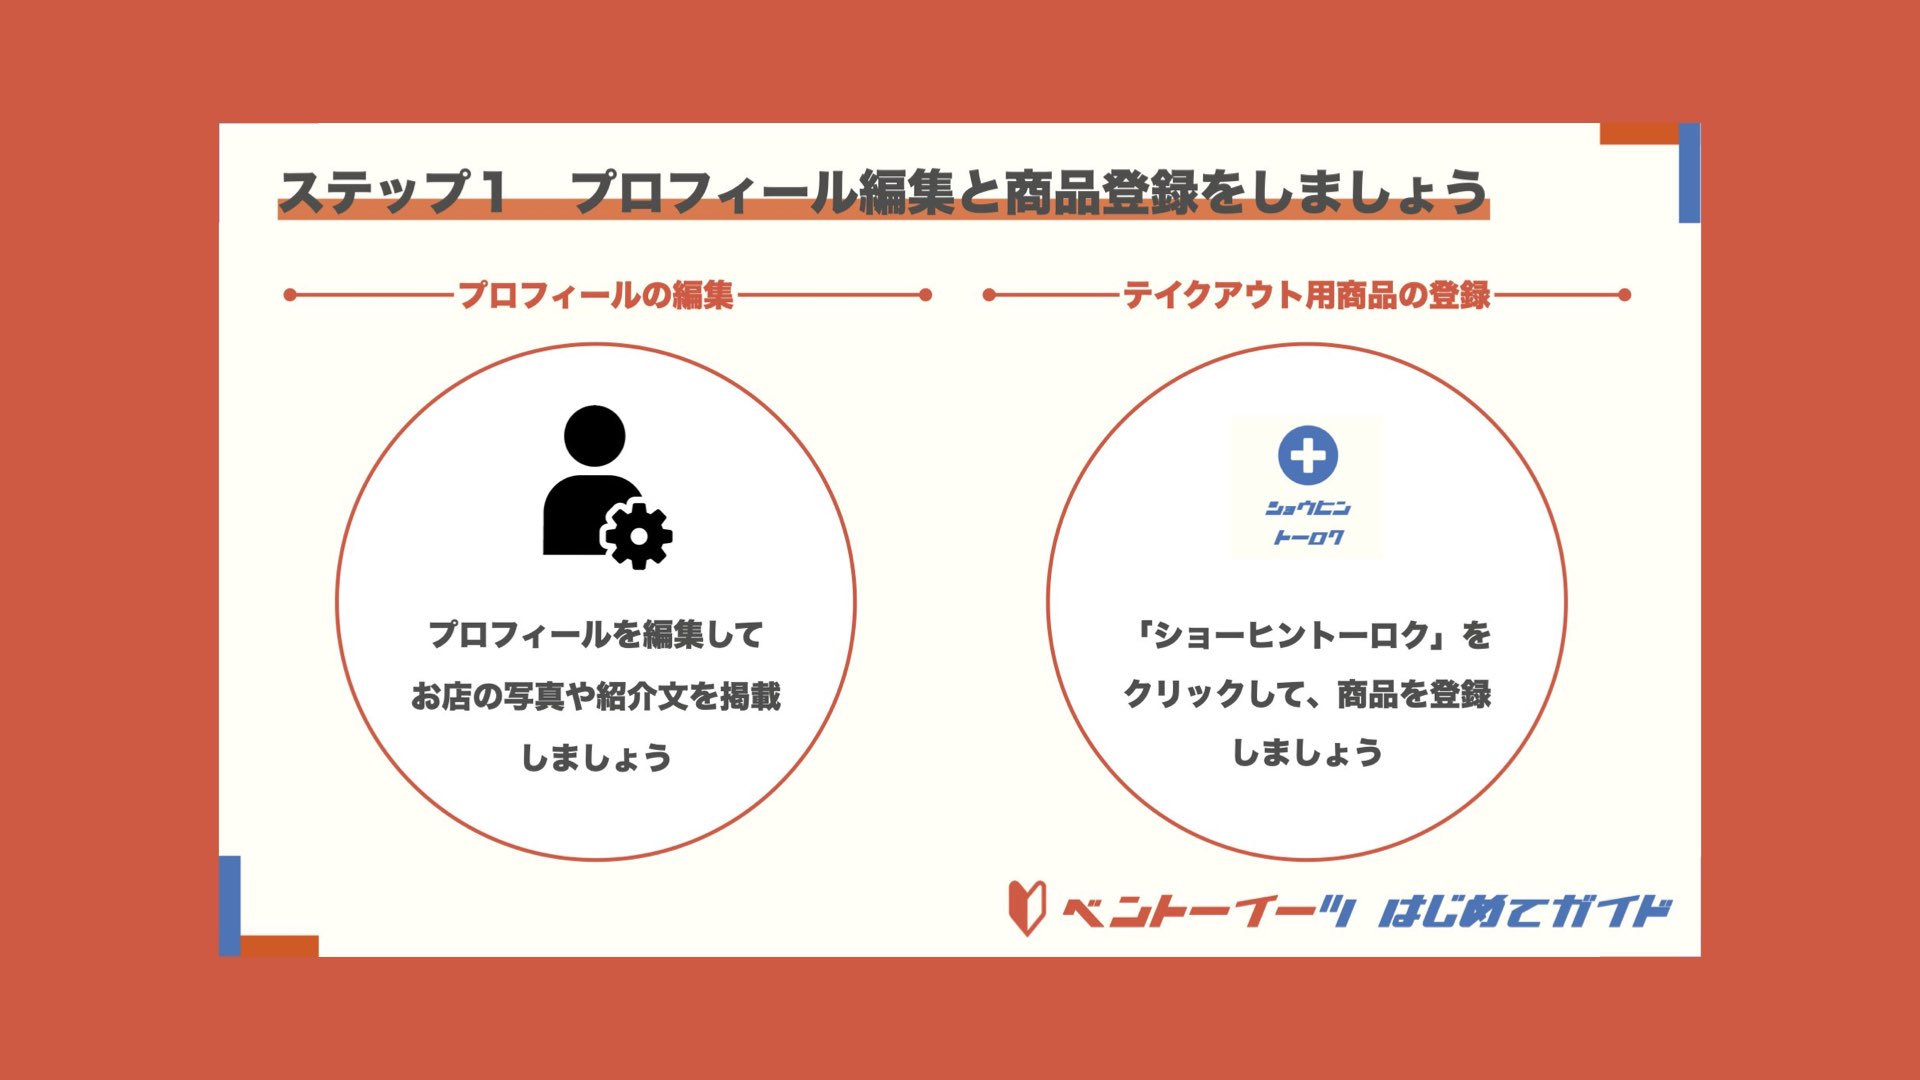 ステップ１　プロフィール編集と商品登録をしましょう
プロフィールの編集
プロフィールを編集して
お店の写真や紹介文を掲載
しましょう
テイクアウト用商品の登録
ショウヒン
トーロク
「ショーヒントーロク」を
クリックして、商品を登録
しましょう
ベントーイーツ はじめてガイド